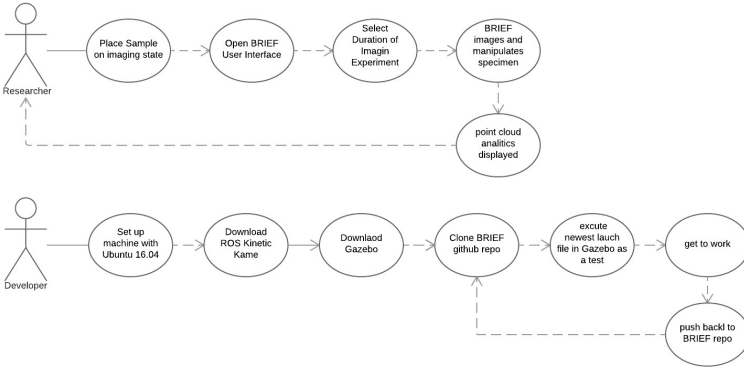 Place Sample
on imaging state
Open BRIEF
User Interface
Select
Duration of
Imagin
Experiment
BRIEF
images and
manipulates
specimen
Researcher
point cloud
analitics
displayed
Set up
machine with
Ubuntu 16.04
Download
ROS Kinetic
Kame
Downlaod
Gazebo
Clone BRIEF
github repo
excute
newest lauch
file in Gazebo as
a test
get to work
Developer
push backl to
BRIEF repo